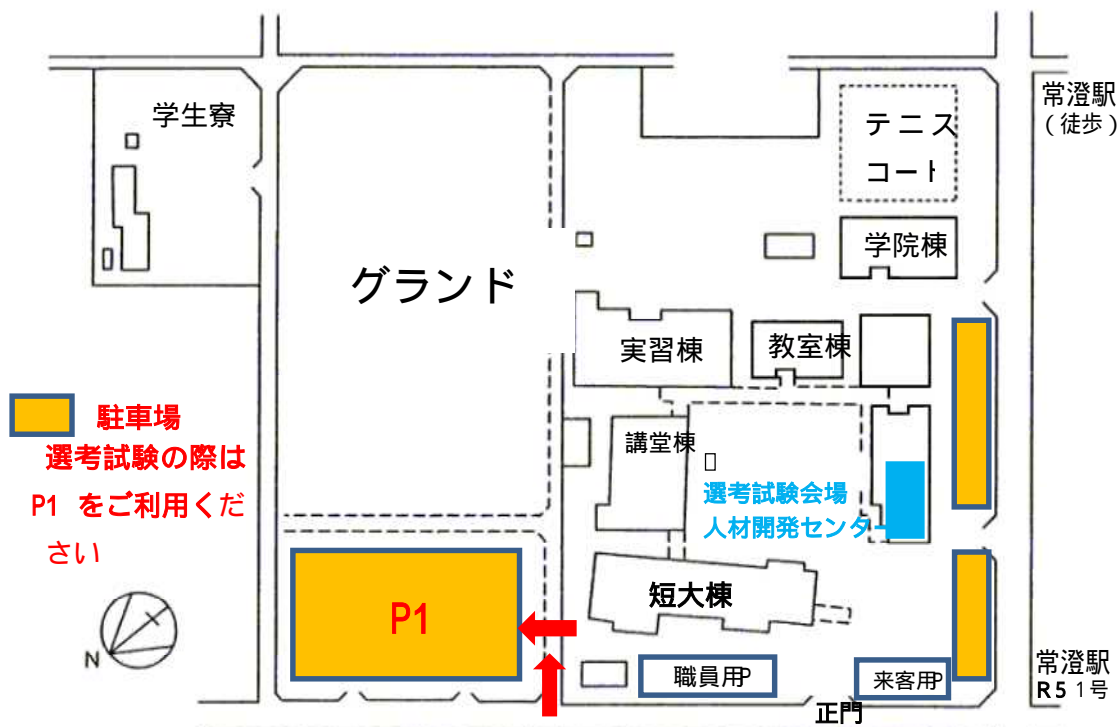 学生寮
常澄駅
（徒歩）
テニス
コート
学院棟
グランド
実習棟
教室棟
駐車場
選考試験の際は
P1 をご利用くだ
さい
講堂棟
選考試験会場
人材開発センター
短大棟
P1
N
職員用P
来客用P
正門
常澄駅
R51号